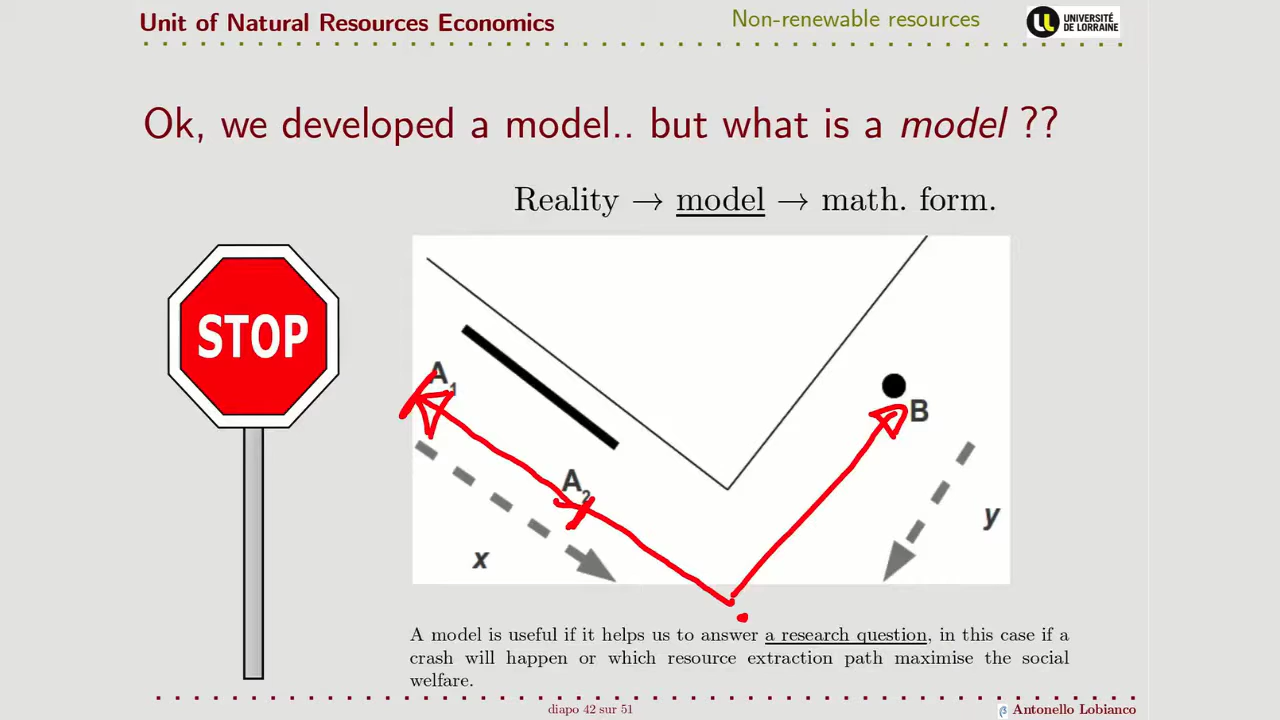 Unit of Natural Resources Economics
Non-renewable resources
UNIVERSITÉ
DE LORRAINE
Ok, we developed a model.. but what is a model ??
Reality → model → math. form.
STOP
A1
A2
B
x
y
A model is useful if it helps us to answer a research question, in this case if a
crash will happen or which resource extraction path maximise the social
welfare.
diapo 42 sur 51
β Antonello Lobianco